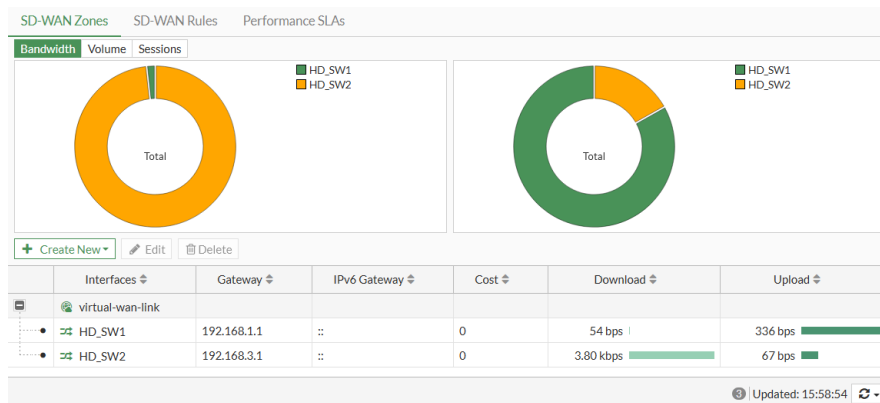 SD-WAN Zones SD-WAN Rules Performance SLAs
Bandwidth Volume Sessions
HD_SW1
HD_SW2
Total
HD_SW1
HD_SW2
Total
+ Create New Edit Delete
Interfaces Gateway IPv6 Gateway Cost Download Upload
virtual-wan-link
HD_SW1 192.168.1.1 :: 0 54 bps 336 bps
HD_SW2 192.168.3.1 :: 0 3.80 kbps 67 bps
3 Updated: 15:58:54